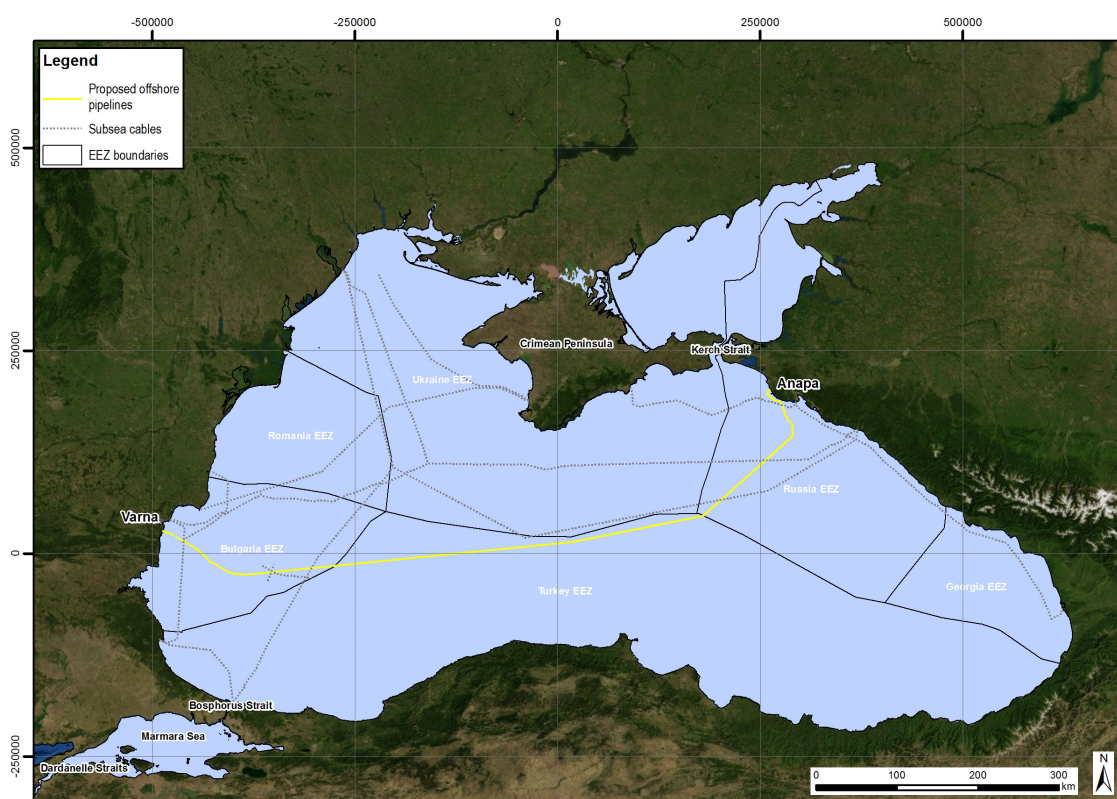 -500000
-250000
0
250000
500000
Legend
Proposed offshore
pipelines
Subsea cables
EEZ boundaries
500000
250000
0
-250000
Crimean Peninsula
Kerch Strait
Anapa
Ukraine EEZ
Romania EEZ
Russia EEZ
Varna
Bulgaria EEZ
Turkey EEZ
Georgia EEZ
Bosphorus Strait
Marmara Sea
Dardanelle Straits
0
100
200
300
km
N